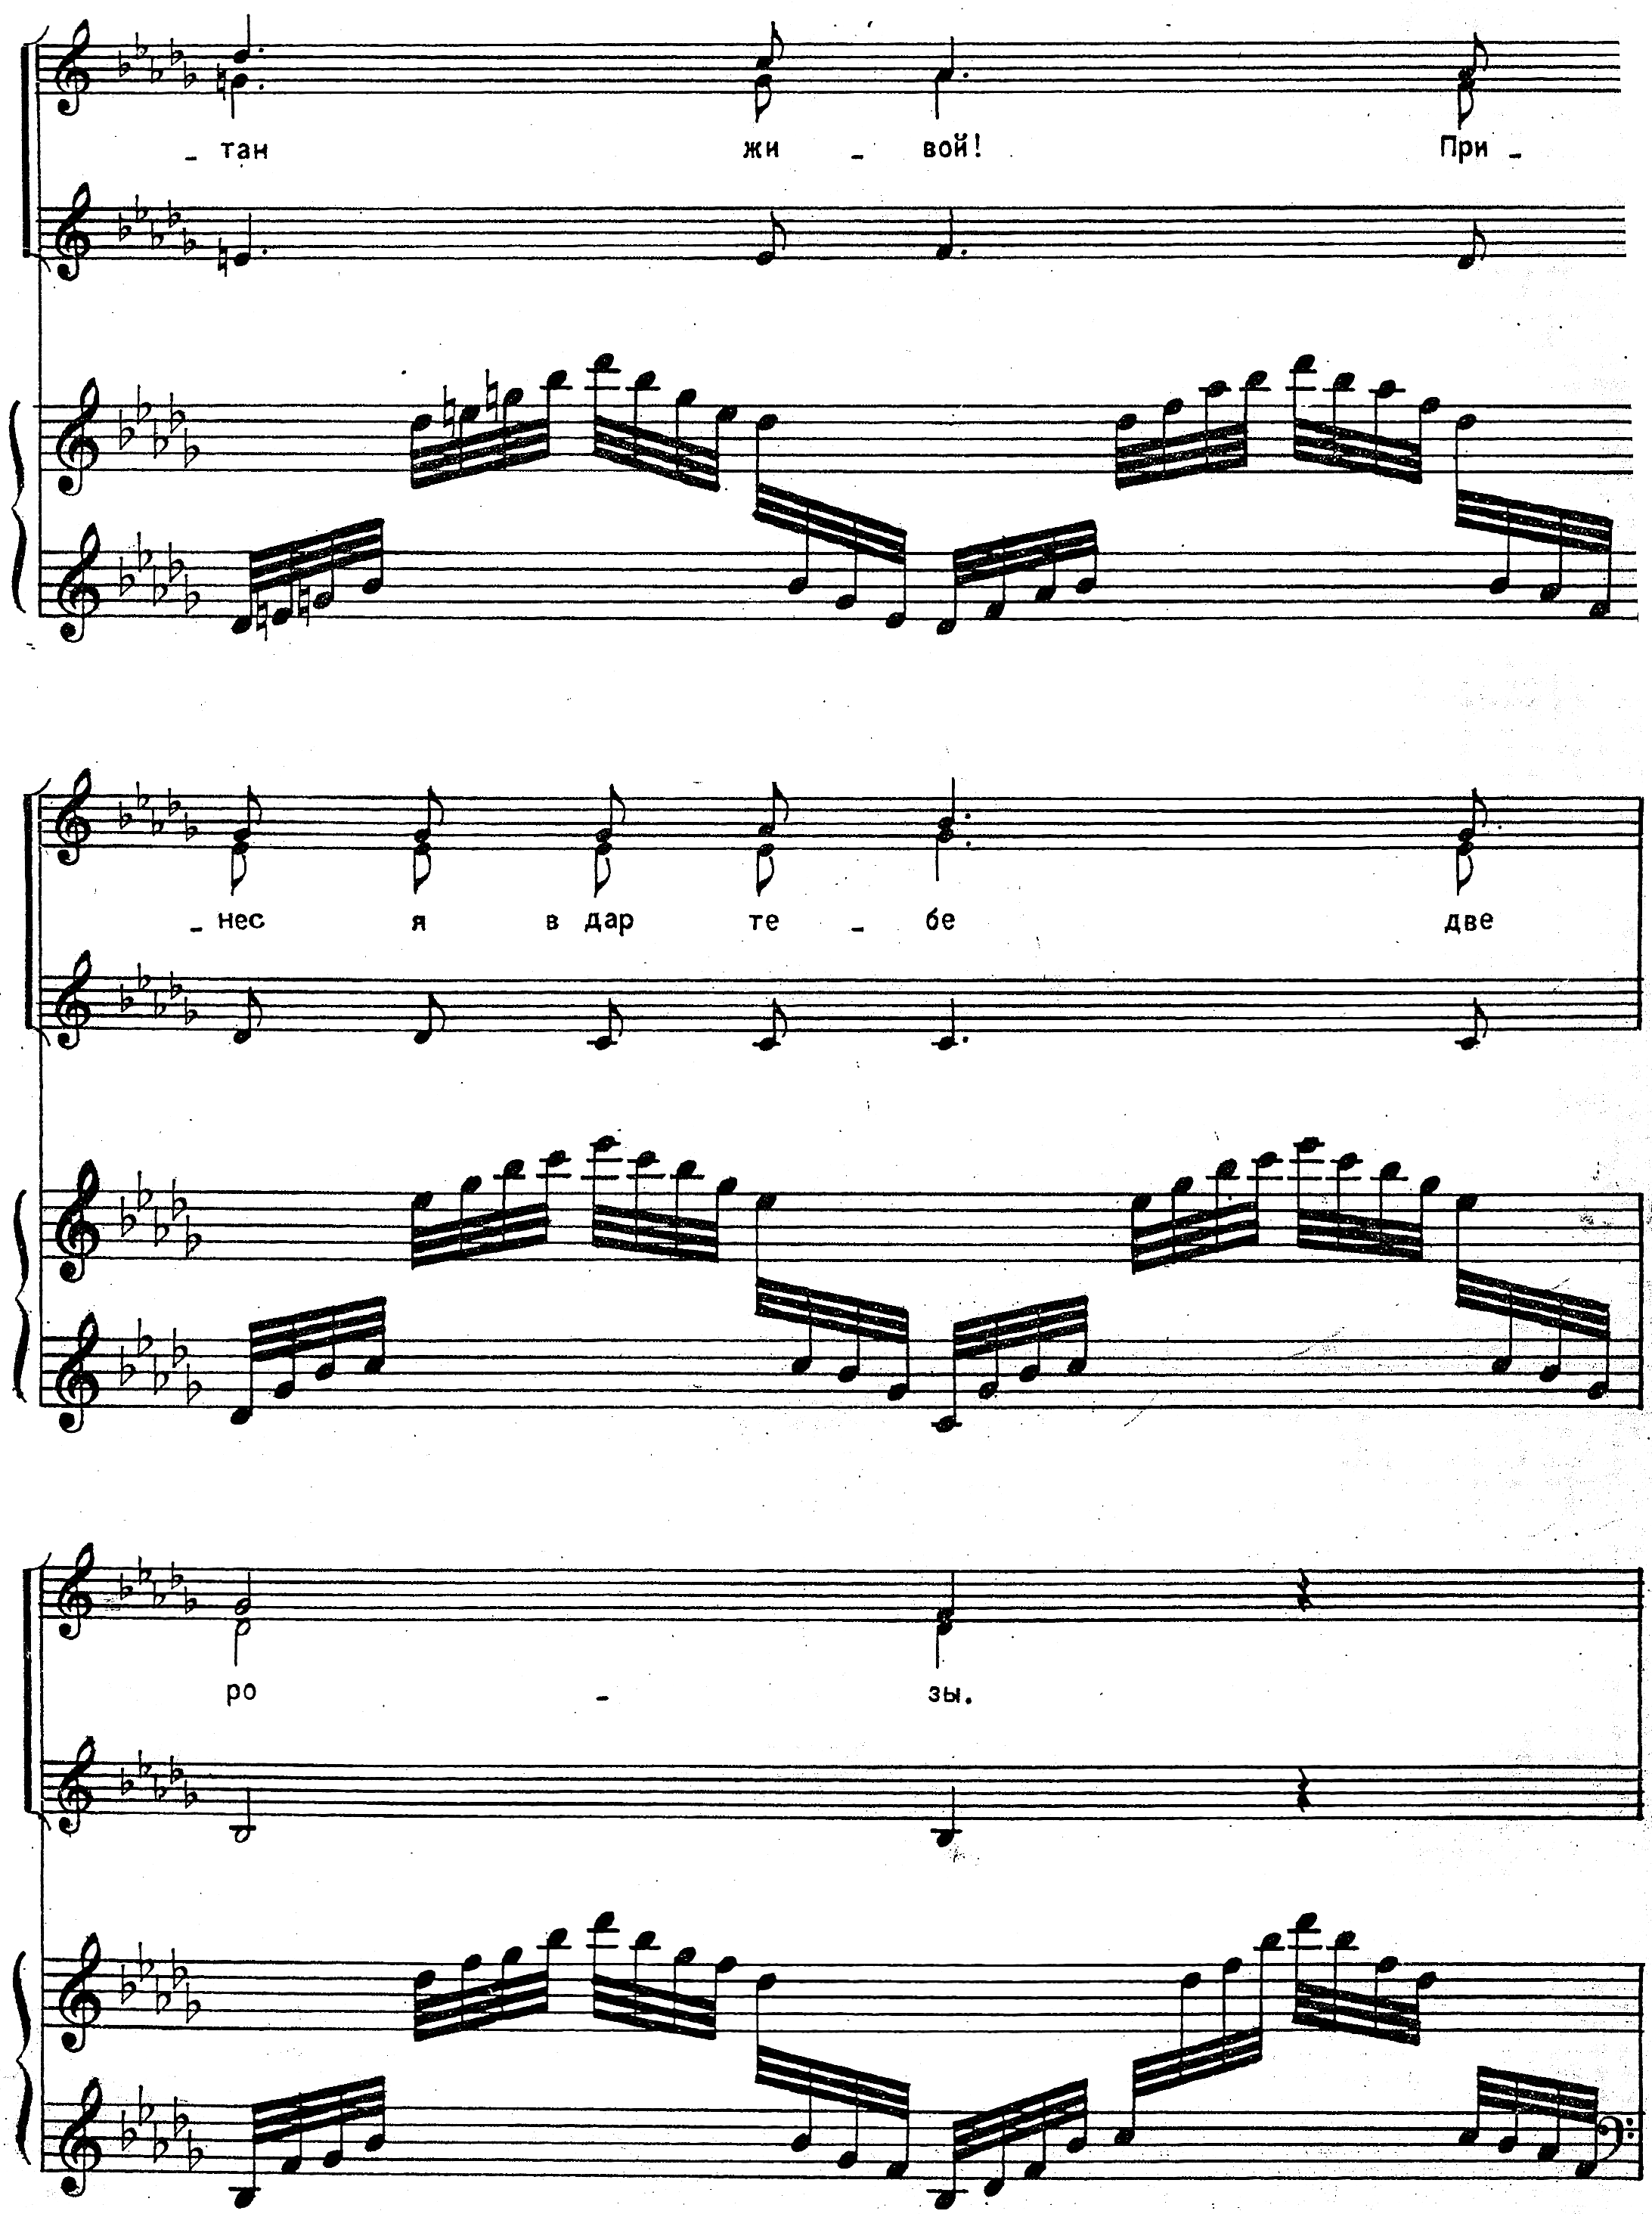 - тан жи - вой! При -
- нес я в дар те - бе две
ро - зы.